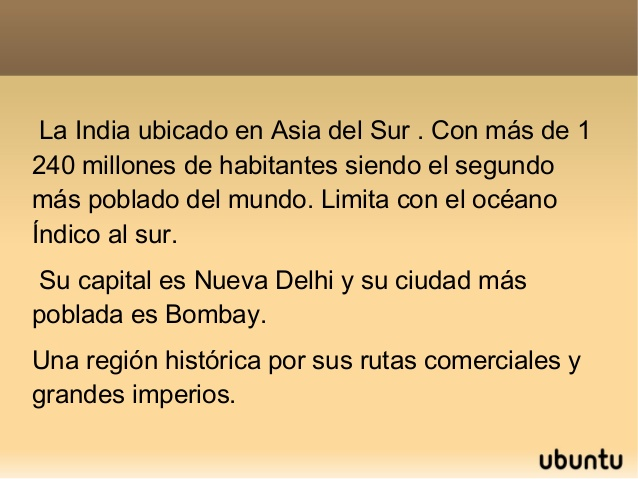 La India ubicado en Asia del Sur . Con más de 1
240 millones de habitantes siendo el segundo
más poblado del mundo. Limita con el océano
Índico al sur.
Su capital es Nueva Delhi y su ciudad más
poblada es Bombay.
Una región histórica por sus rutas comerciales y
grandes imperios.
ubuntu